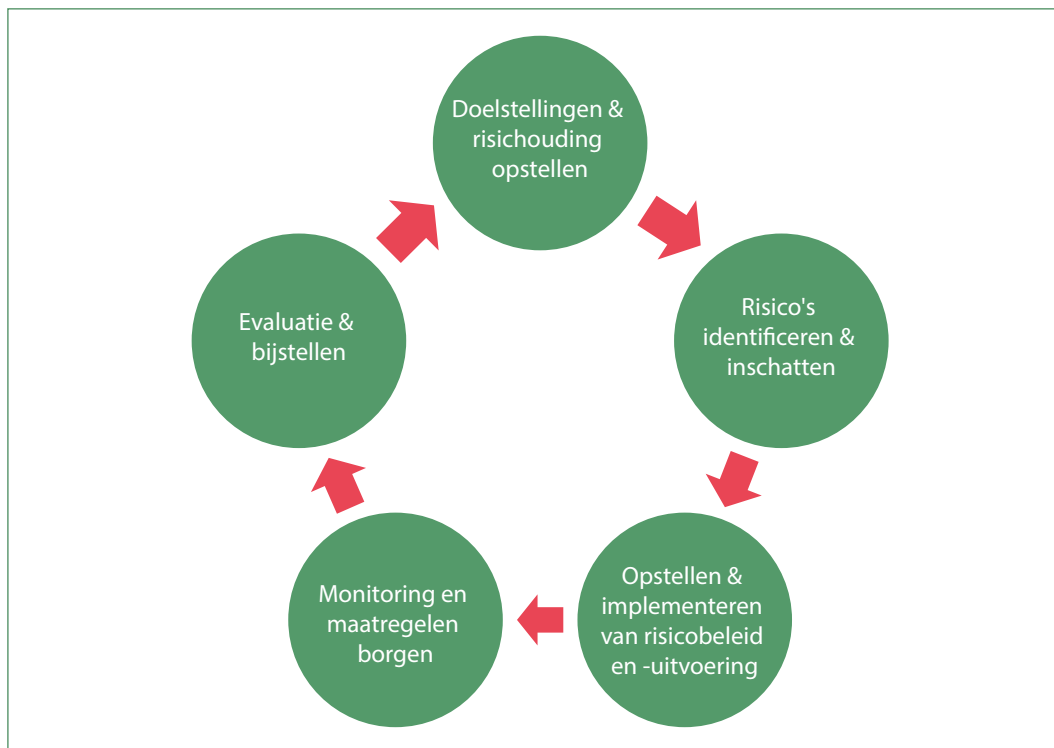 Doelstellingen &
risichouding
opstellen
Risico's
identificeren &
inschatten
Opstellen &
implementeren
van risicobeleid
en -uitvoering
Monitoring en
maatregelen
borgen
Evaluatie &
bijstellen